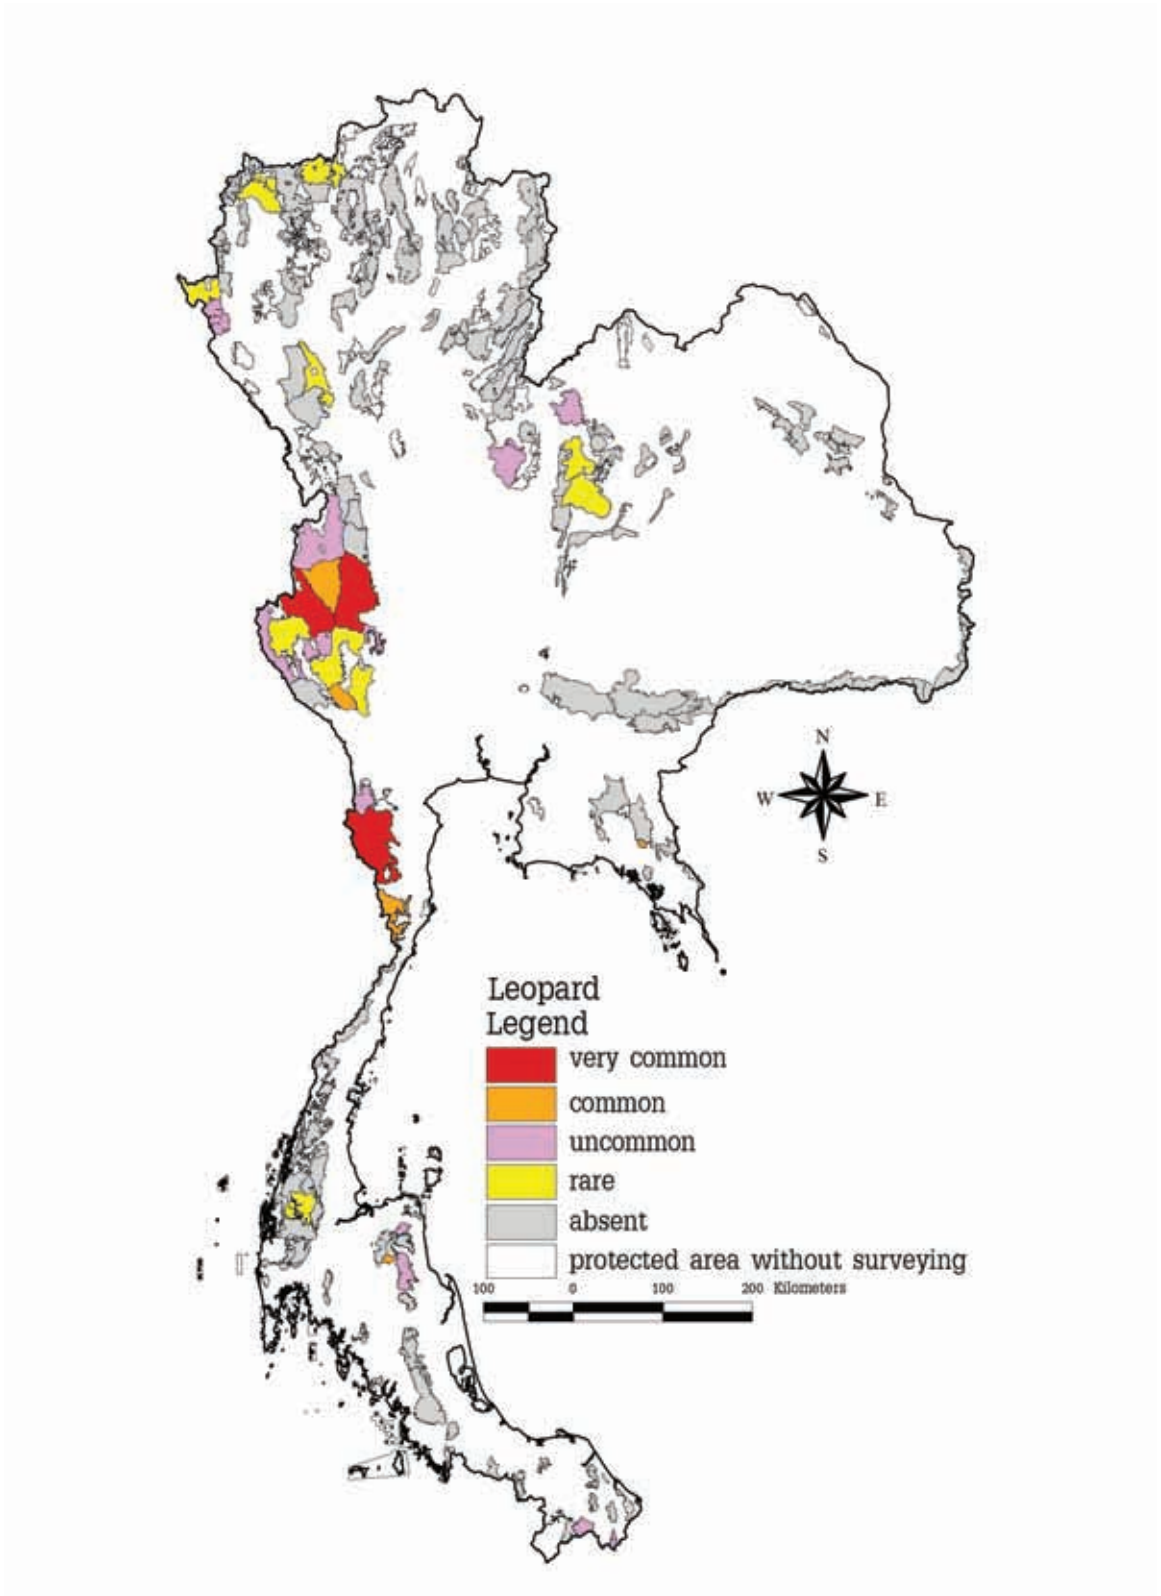 N
W E
S
Leopard
Legend
very common
common
uncommon
rare
absent
protected area without surveying
100 0 100 200 Kilometers